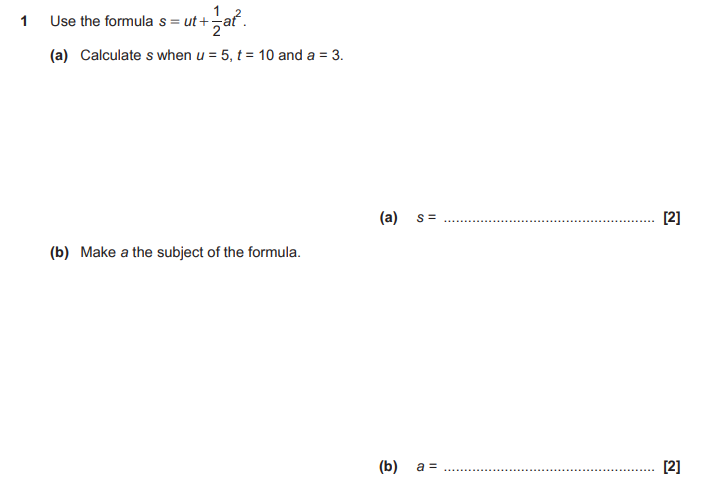 1 Use the formula s = ut + 1/2 at².
(a) Calculate s when u = 5, t = 10 and a = 3.
(a) s = ...................................................... [2]
(b) Make a the subject of the formula.
(b) a = ...................................................... [2]